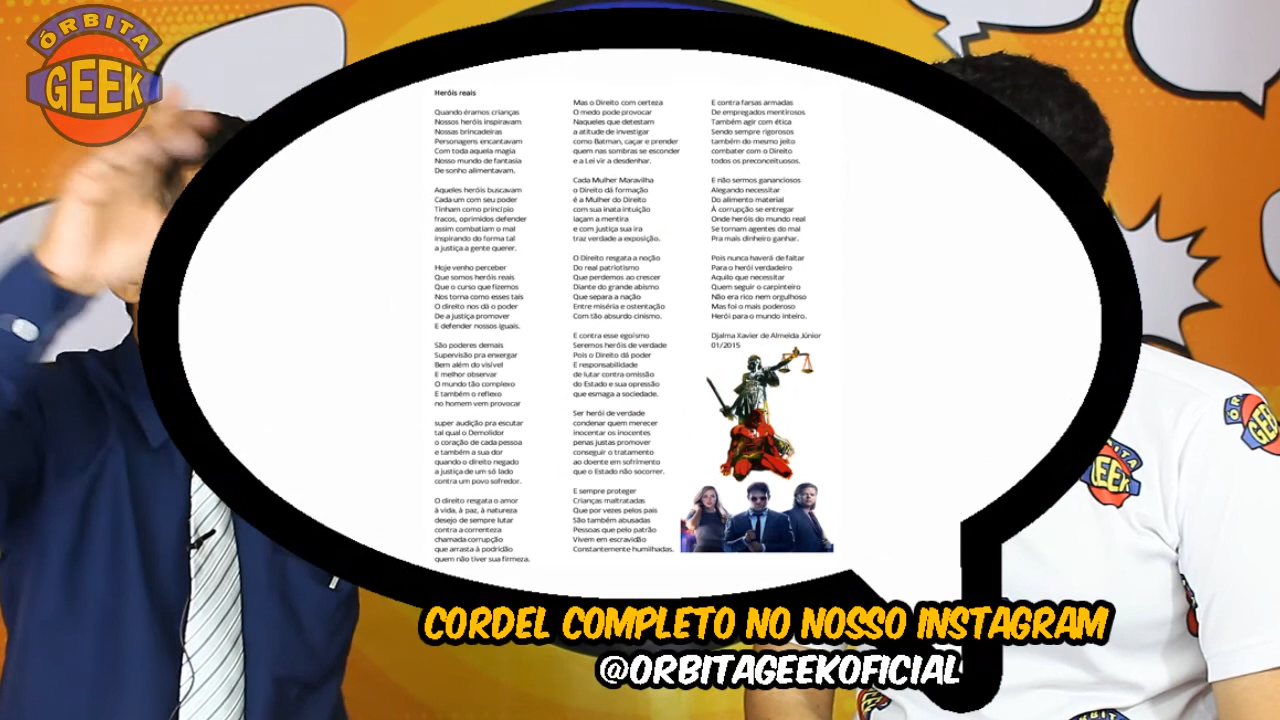 ÓRBITA
GEEK
Heróis reais
Quando éramos crianças
Nossos heróis inspiravam
Nossas brincadeiras
Personagens encantavam
Com toda aquela magia
Nosso mundo de fantasia
De sonho alimentavam.
Aqueles heróis buscavam
Cada um com seu poder
Tinham como princípio
fracos, oprimidos defender
assim combatiam o mal
inspirando do forma tal
a justiça a gente querer.
Hoje venho perceber
Que somos heróis reais
Que o curso que fizemos
Nos torna como esses tais
O direito nos dá o poder
De a justiça promover
E defender nossos iguais.
São poderes demais
Supervisão pra enxergar
Bem além do visível
E melhor observar
O mundo tão complexo
E também o reflexo
no homem vem provocar
super audição pra escutar
tal qual o Demolidor
o coração de cada pessoa
e também a sua dor
quando o direito negado
a justiça de um só lado
contra um povo sofredor.
O direito resgata o amor
à vida, à paz, à natureza
desejo de sempre lutar
contra a correnteza
chamada corrupção
que arrasta à podridão
quem não tiver sua firmeza.
Mas o Direito com certeza
O medo pode provocar
Naqueles que detestam
a atitude de investigar
como Batman, caçar e prender
quem nas sombras se esconder
e a Lei vir a desdenhar.
Cada Mulher Maravilha
o Direito dá formação
é a Mulher do Direito
com sua inata intuição
laçam a mentira
e com justiça sua ira
traz verdade a exposição.
O Direito resgata a noção
Do real patriotismo
Que perdemos ao crescer
Diante do grande abismo
Que separa a nação
Entre miséria e ostentação
Com tão absurdo cinismo.
E contra esse egoísmo
Seremos heróis de verdade
Pois o Direito dá poder
E responsabilidade
de lutar contra omissão
do Estado e sua opressão
que esmaga a sociedade.
Ser herói de verdade
condenar quem merecer
inocentar os inocentes
penas justas promover
conseguir o tratamento
ao doente em sofrimento
que o Estado não socorrer.
E sempre proteger
Crianças maltratadas
Que por vezes pelos pais
São também abusadas
Pessoas que pelo patrão
Vivem em escravidão
Constantemente humilhadas.
E contra farsas armadas
De empregados mentirosos
Também agir com ética
Sendo sempre rigorosos
também do mesmo jeito
combater com o Direito
todos os preconceituosos.
E não sermos gananciosos
Alegando necessitar
Do alimento material
À corrupção se entregar
Onde heróis do mundo real
Se tornam agentes do mal
Pra mais dinheiro ganhar.
Pois nunca haverá de faltar
Para o herói verdadeiro
Aquilo que necessitar
Quem seguir o carpinteiro
Não era rico nem orgulhoso
Mas foi o mais poderoso
Herói para o mundo inteiro.
Djalma Xavier de Almeida Júnior
01/2015
CORDEL COMPLETO NO NOSSO INSTAGRAM
@ORBITAGEEKOFICIAL